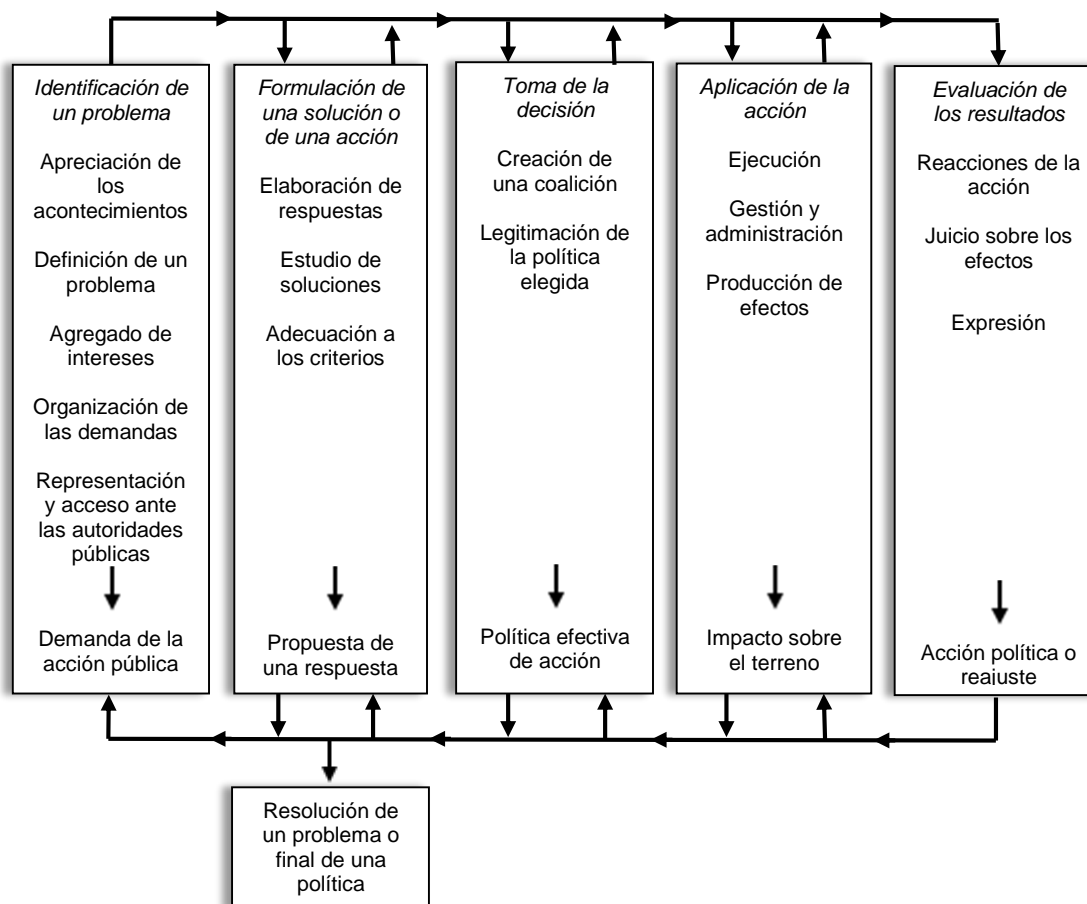 Identificación de
un problema
Apreciación de
los
acontecimientos
Definición de un
problema
Agregado de
intereses
Organización de
las demandas
Representación
y acceso ante
las autoridades
públicas
Demanda de la
acción pública
Formulación de
una solución o
de una acción
Elaboración de
respuestas
Estudio de
soluciones
Adecuación a
los criterios
Propuesta de
una respuesta
Toma de la
decisión
Creación de
una coalición
Legitimación de
la política
elegida
Política efectiva
de acción
Aplicación de la
acción
Ejecución
Gestión y
administración
Producción de
efectos
Impacto sobre
el terreno
Evaluación de
los resultados
Reacciones de la
acción
Juicio sobre los
efectos
Expresión
Acción política o
reajuste
Resolución de
un problema o
final de una
política